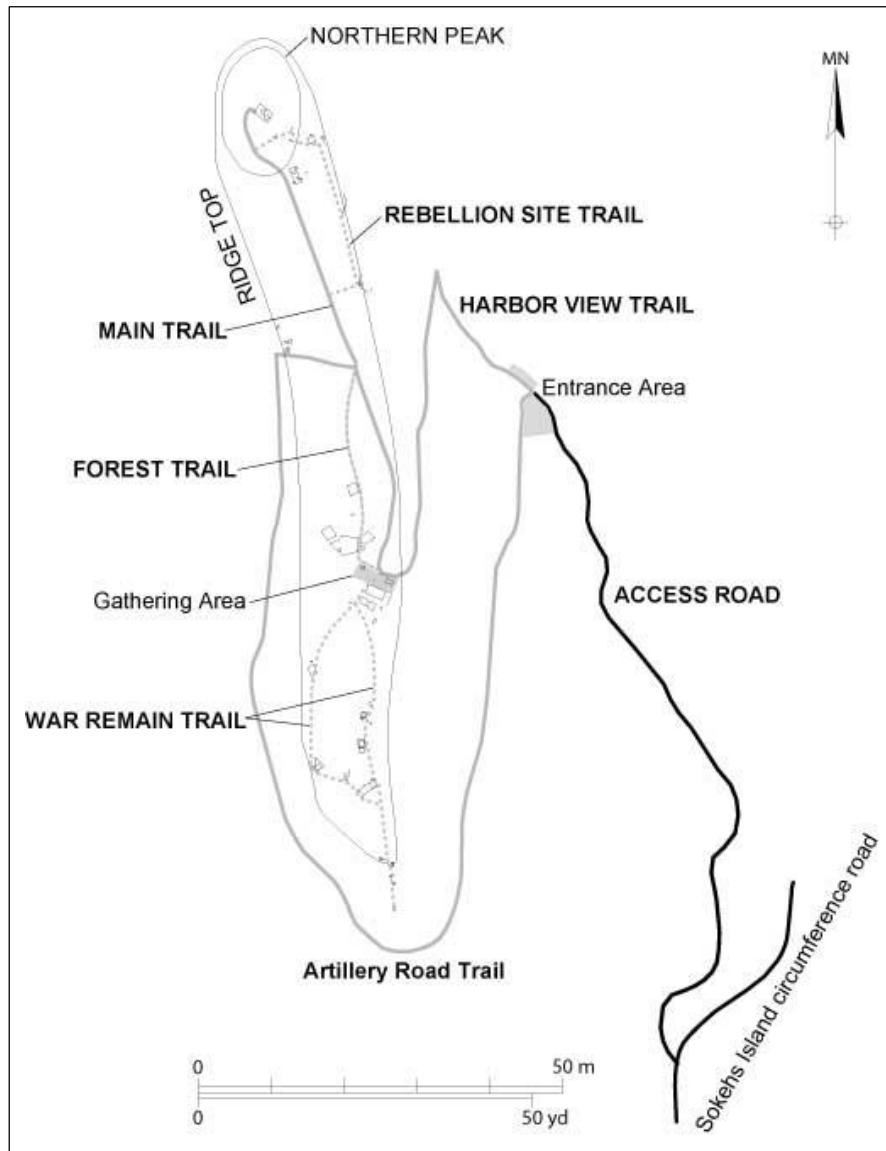 NORTHERN PEAK
MN
RIDGE TOP
REBELLION SITE TRAIL
HARBOR VIEW TRAIL
MAIN TRAIL
Entrance Area
FOREST TRAIL
Gathering Area
ACCESS ROAD
WAR REMAIN TRAIL
Sokehs Island circumference road
Artillery Road Trail
0 50 m
0 50 yd